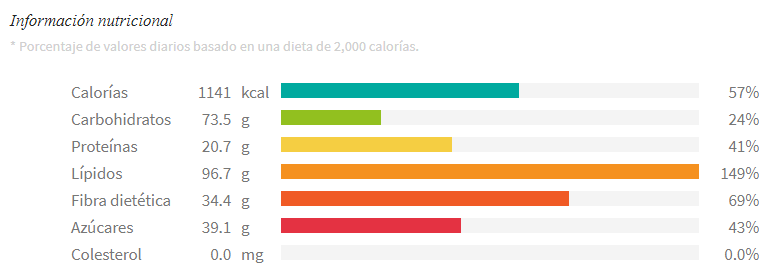 Información nutricional
* Porcentaje de valores diarios basado en una dieta de 2,000 calorías.
Calorías 1141 kcal 57%
Carbohidratos 73.5 g 24%
Proteínas 20.7 g 41%
Lípidos 96.7 g 149%
Fibra dietética 34.4 g 69%
Azúcares 39.1 g 43%
Colesterol 0.0 mg 0.0%